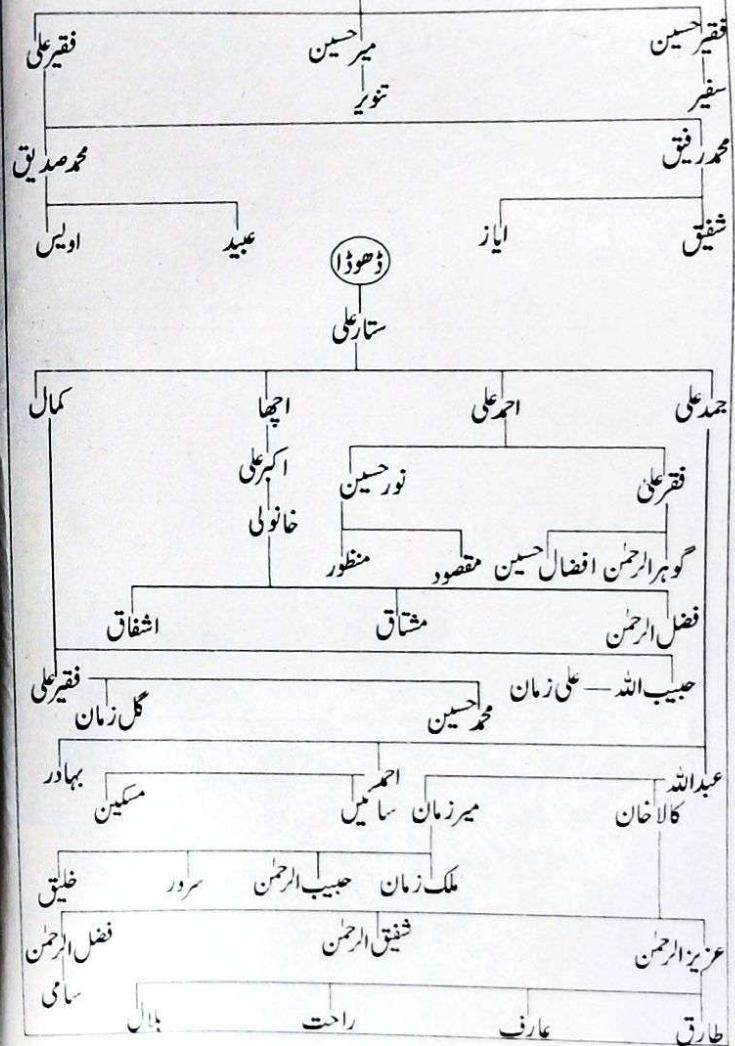 فقیر حسین میر حسین فقیر علی
سفیر تنویر
محمد رفیق محمد صدیق
شفیق ایاز عبید اویس
ڈھوڈا
ستار علی
جمد علی احمد علی اچھا کمال
فقر علی نور حسین اکبر علی
خانولی
گوہر الرحمٰن افضال حسین مقصود منظور
فضل الرحمٰن مشتاق اشفاق
حبیب اللہ — علی زمان فقیر علی
محمد حسین گل زمان
عبداللہ احمد بہادر
کالا خان میر زمان سائیں مسکین
ملک زمان حبیب الرحمٰن سرور خلیق
عزیز الرحمٰن شفیق الرحمٰن فضل الرحمٰن
سامی
طارق عارف راحت بلال